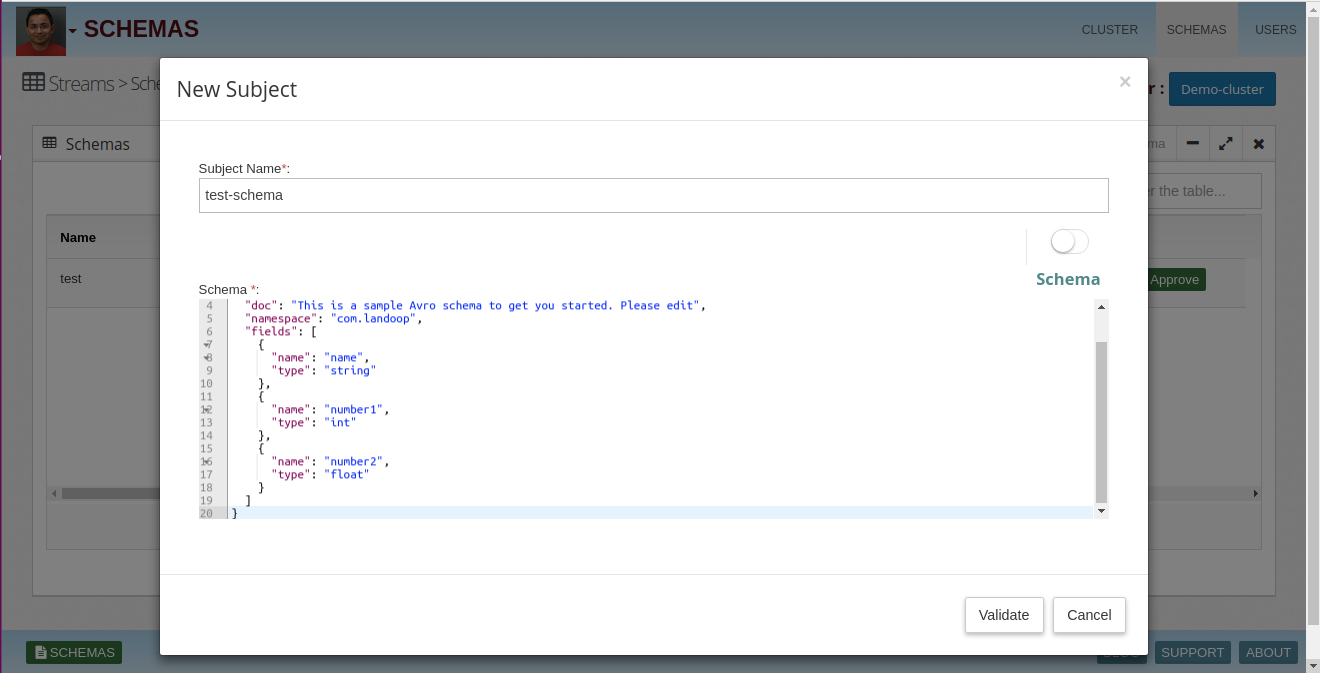 SCHEMAS
CLUSTER
SCHEMAS
USERS
Streams > Sche
r :
Demo-cluster
New Subject
×
Schemas
ma
Subject Name*:
test-schema
er the table...
Name
test
Approve
Schema
Schema *:
4 "doc": "This is a sample Avro schema to get you started. Please edit",
5 "namespace": "com.landoop",
6 "fields": [
7 {
8 "name": "name",
9 "type": "string"
10 },
11 {
12 "name": "number1",
13 "type": "int"
14 },
15 {
16 "name": "number2",
17 "type": "float"
18 }
19 ]
20 }
Validate
Cancel
SCHEMAS
SUPPORT
ABOUT